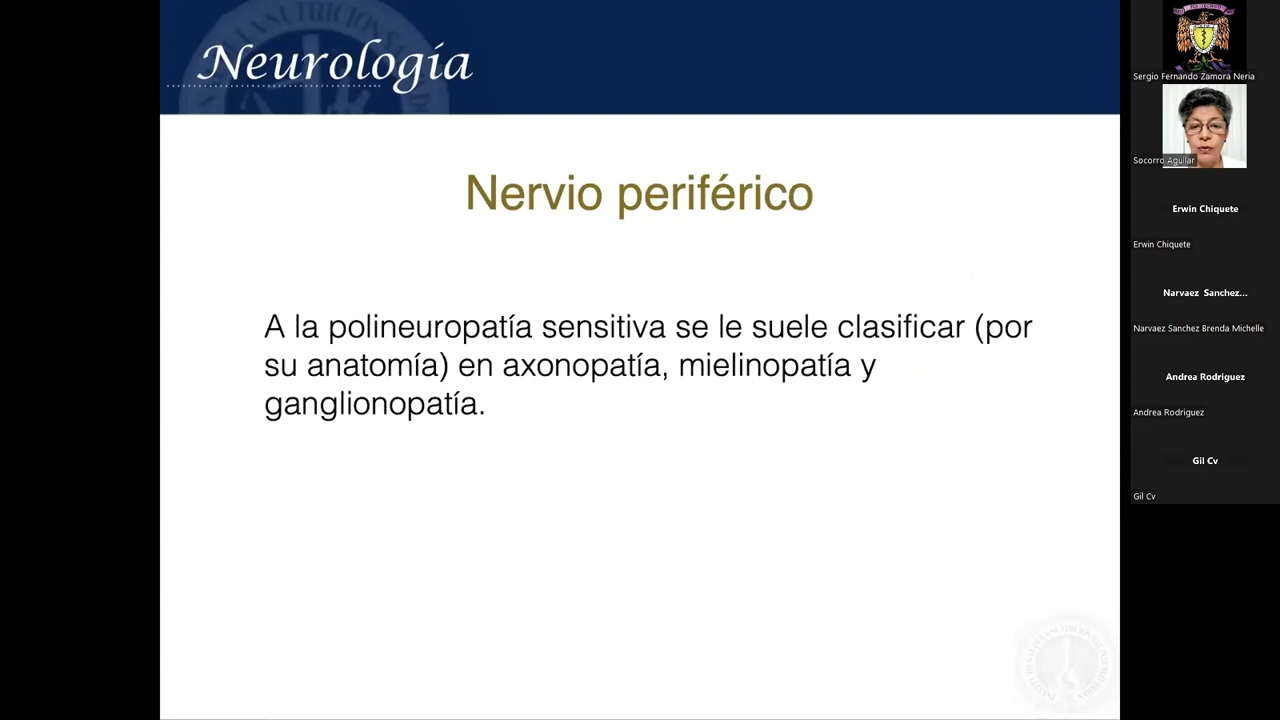 Neurología
Nervio periférico
A la polineuropatía sensitiva se le suele clasificar (por
su anatomía) en axonopatía, mielinopatía y
ganglionopatía.
Sergio Fernando Zamora Neria
Socorro Aguilar
Erwin Chiquete
Erwin Chiquete
Narvaez Sanchez...
Narvaez Sanchez Brenda Michelle
Andrea Rodriguez
Andrea Rodriguez
Gil Cv
Gil Cv